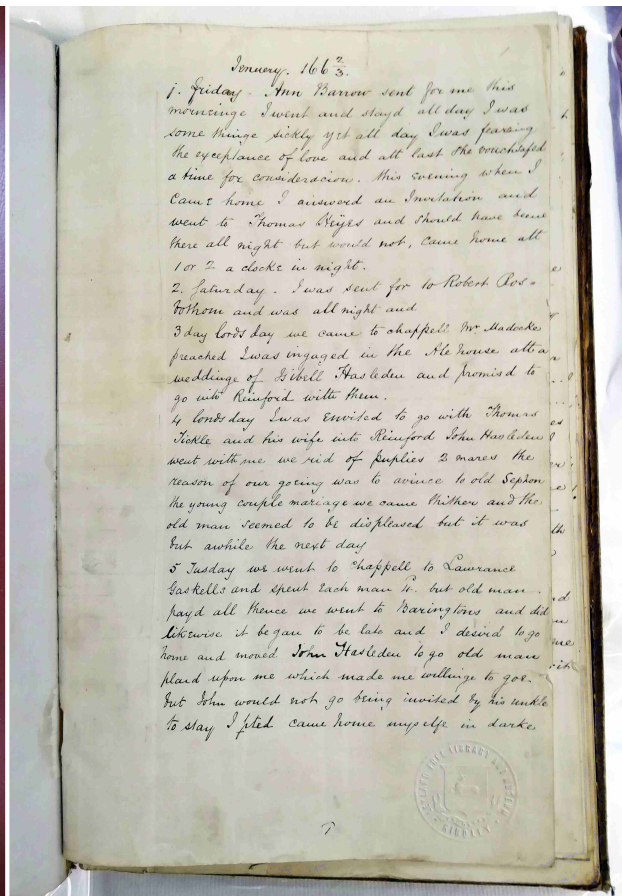 Jenuery. 166 2/3.
1. friday - Ann Barrow sent for me this
morneinge I went and stayd all day I was
some thinge sickly yet all day I was fearing
the exceptance of love and att last she vouchsafed
a time for consideracion. this evening when I
came home I answered an Invitation and
went to Thomas Heyes and should have beene
there all night but would not, came home att
1 or 2 a clocke in night.
2. Saturday. I was sent for to Robert Ros=
bothom and was all night and
3 day lords day we came to chappell Mr Madocke
preached I was ingaged in the Ale house att a
weddinge of Sibell Hasleden and promisd to
go into Reinford with them.
4 lordsday I was envited to go with Thomas
Tickle and his wife into Reinford John Hasleden
went with me we rid of puplies 2 mares the
reason of our goeing was to avince to old Sephon
the young couple mariage we came thither and the
old man seemed to be displeased but it was
but awhile the next day
5 Tusday we went to chappell to Lawrance
Gaskells and spent Each man but old man
payd all thence we went to Baringtons and did
likewise it began to be late and I desird to go
home and moved John Hasleden to go old man
plaid upon me which made me willinge to goe.
but John would not go being invited by his unkle
to stay I pted came home myselfe in darke